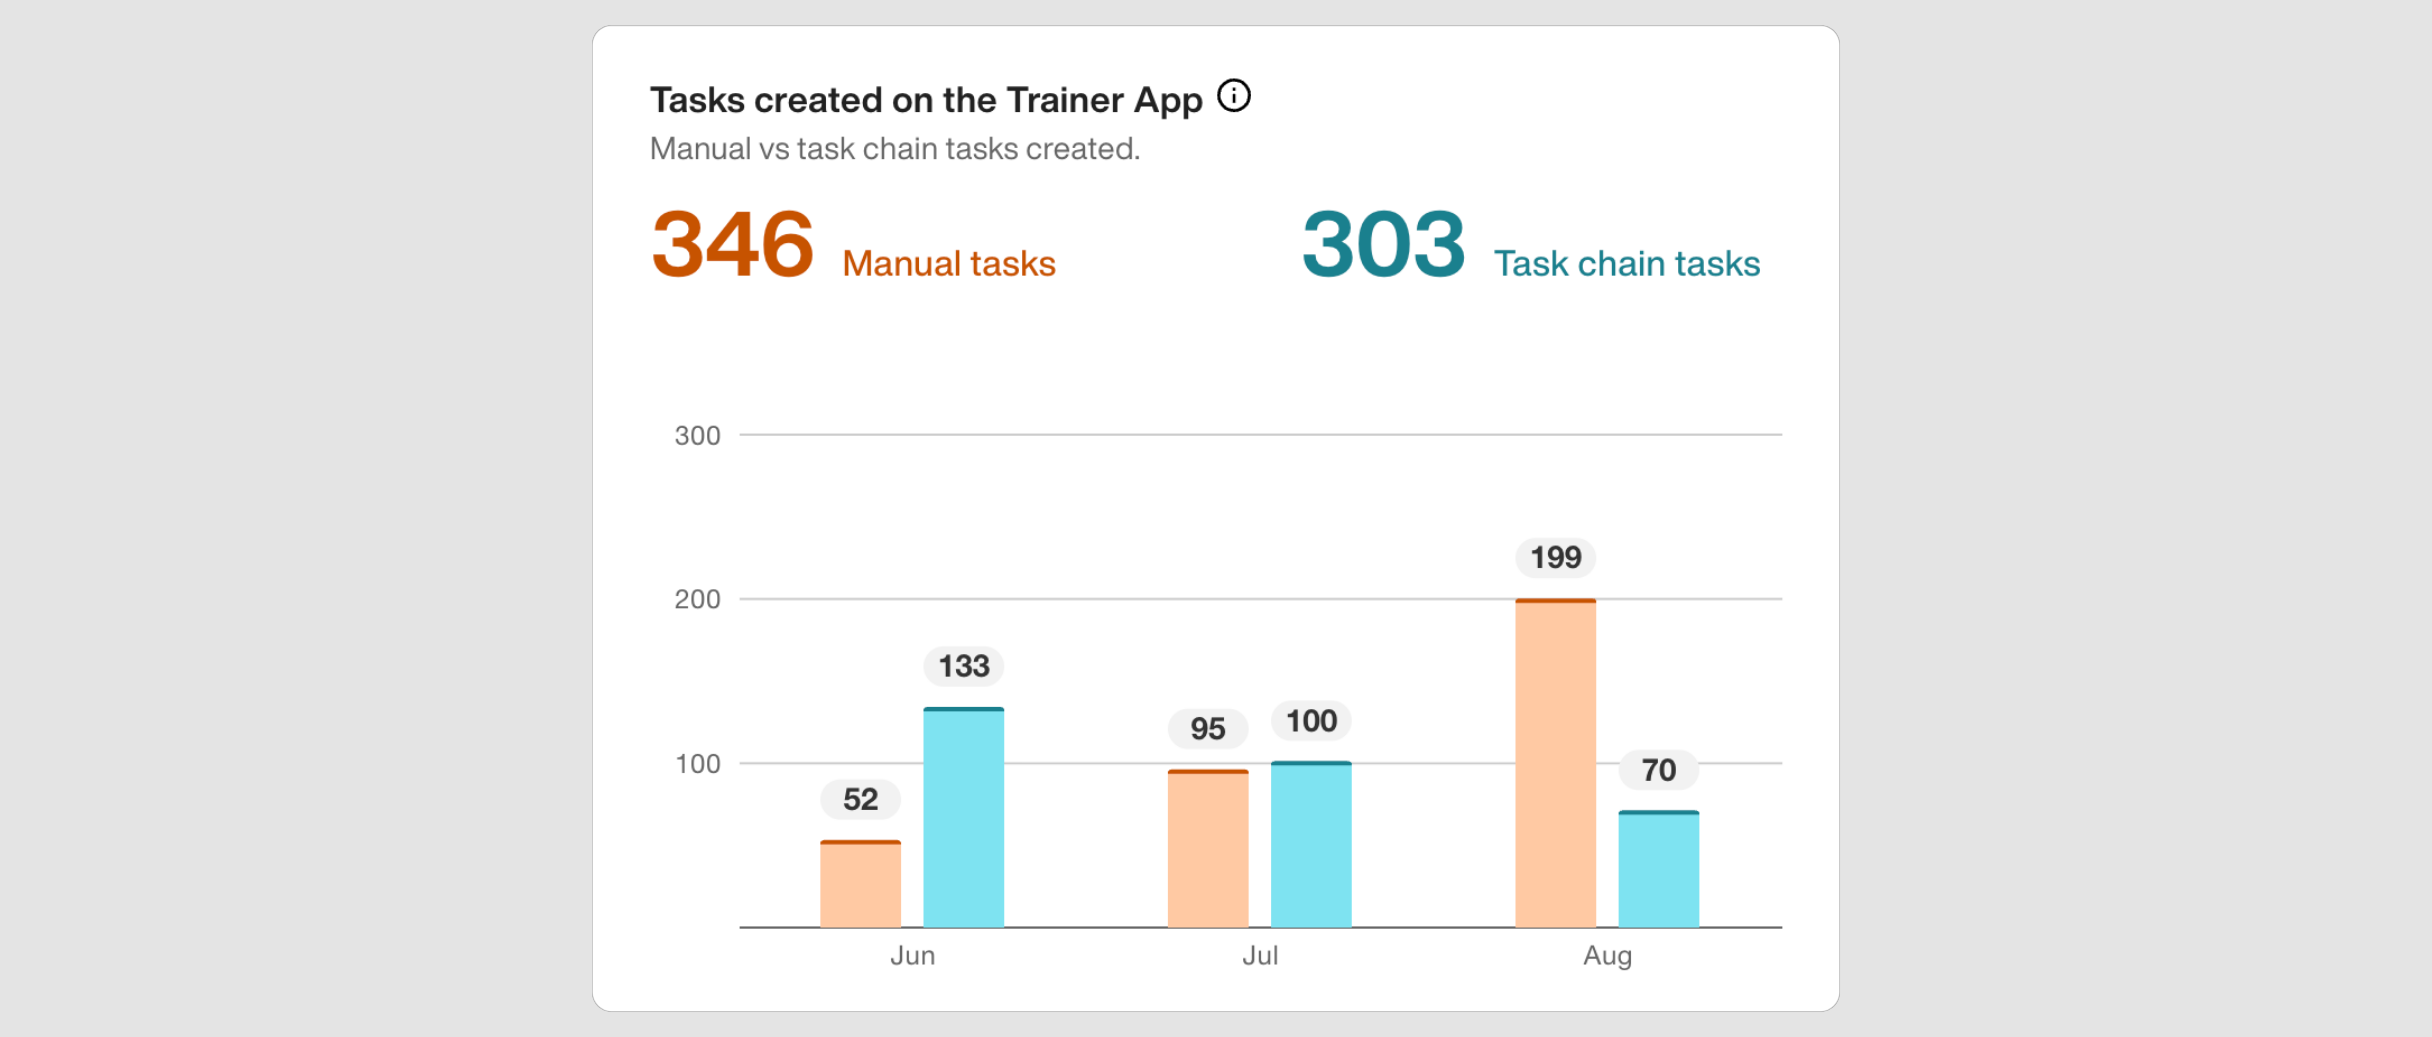 Tasks created on the Trainer App
Manual vs task chain tasks created.
346 Manual tasks
303 Task chain tasks
300
200
100
52
133
95
100
199
70
Jun
Jul
Aug